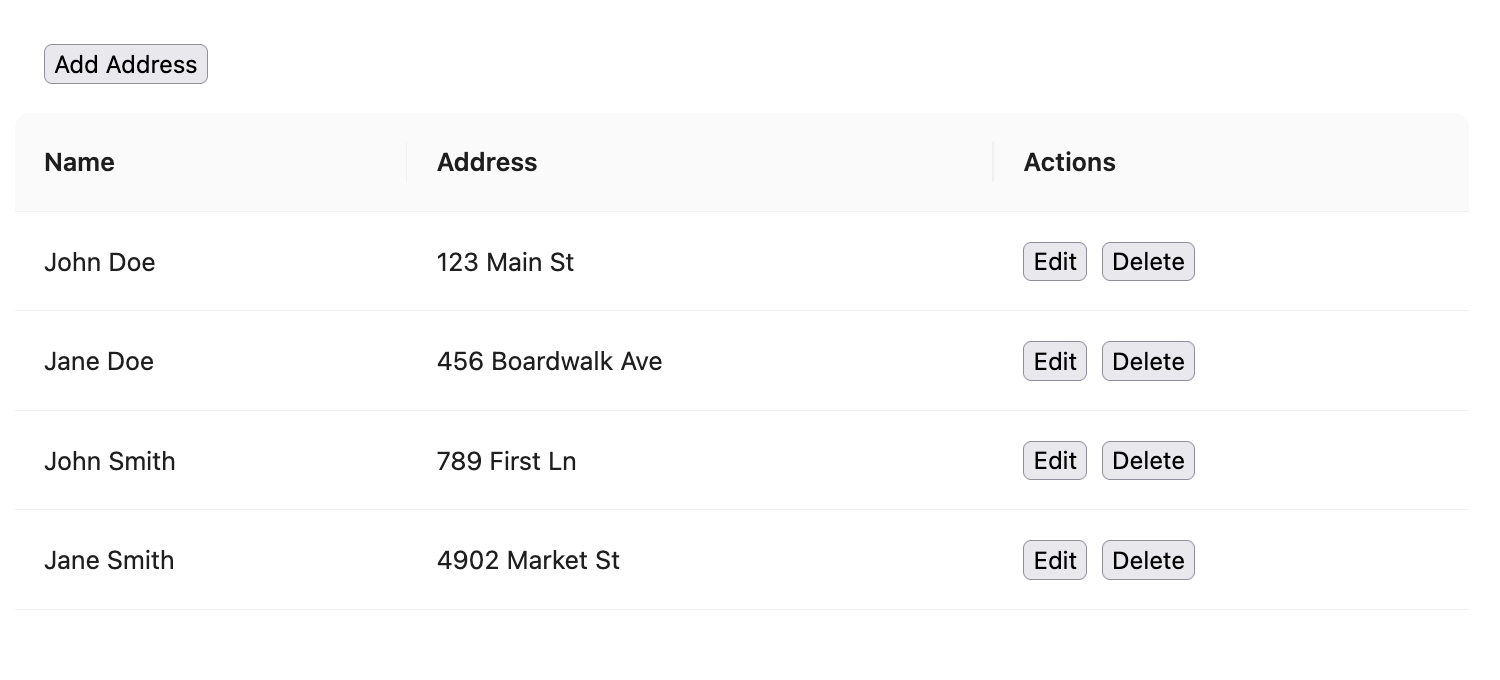 Add Address
Name Address Actions
John Doe 123 Main St Edit Delete
Jane Doe 456 Boardwalk Ave Edit Delete
John Smith 789 First Ln Edit Delete
Jane Smith 4902 Market St Edit Delete